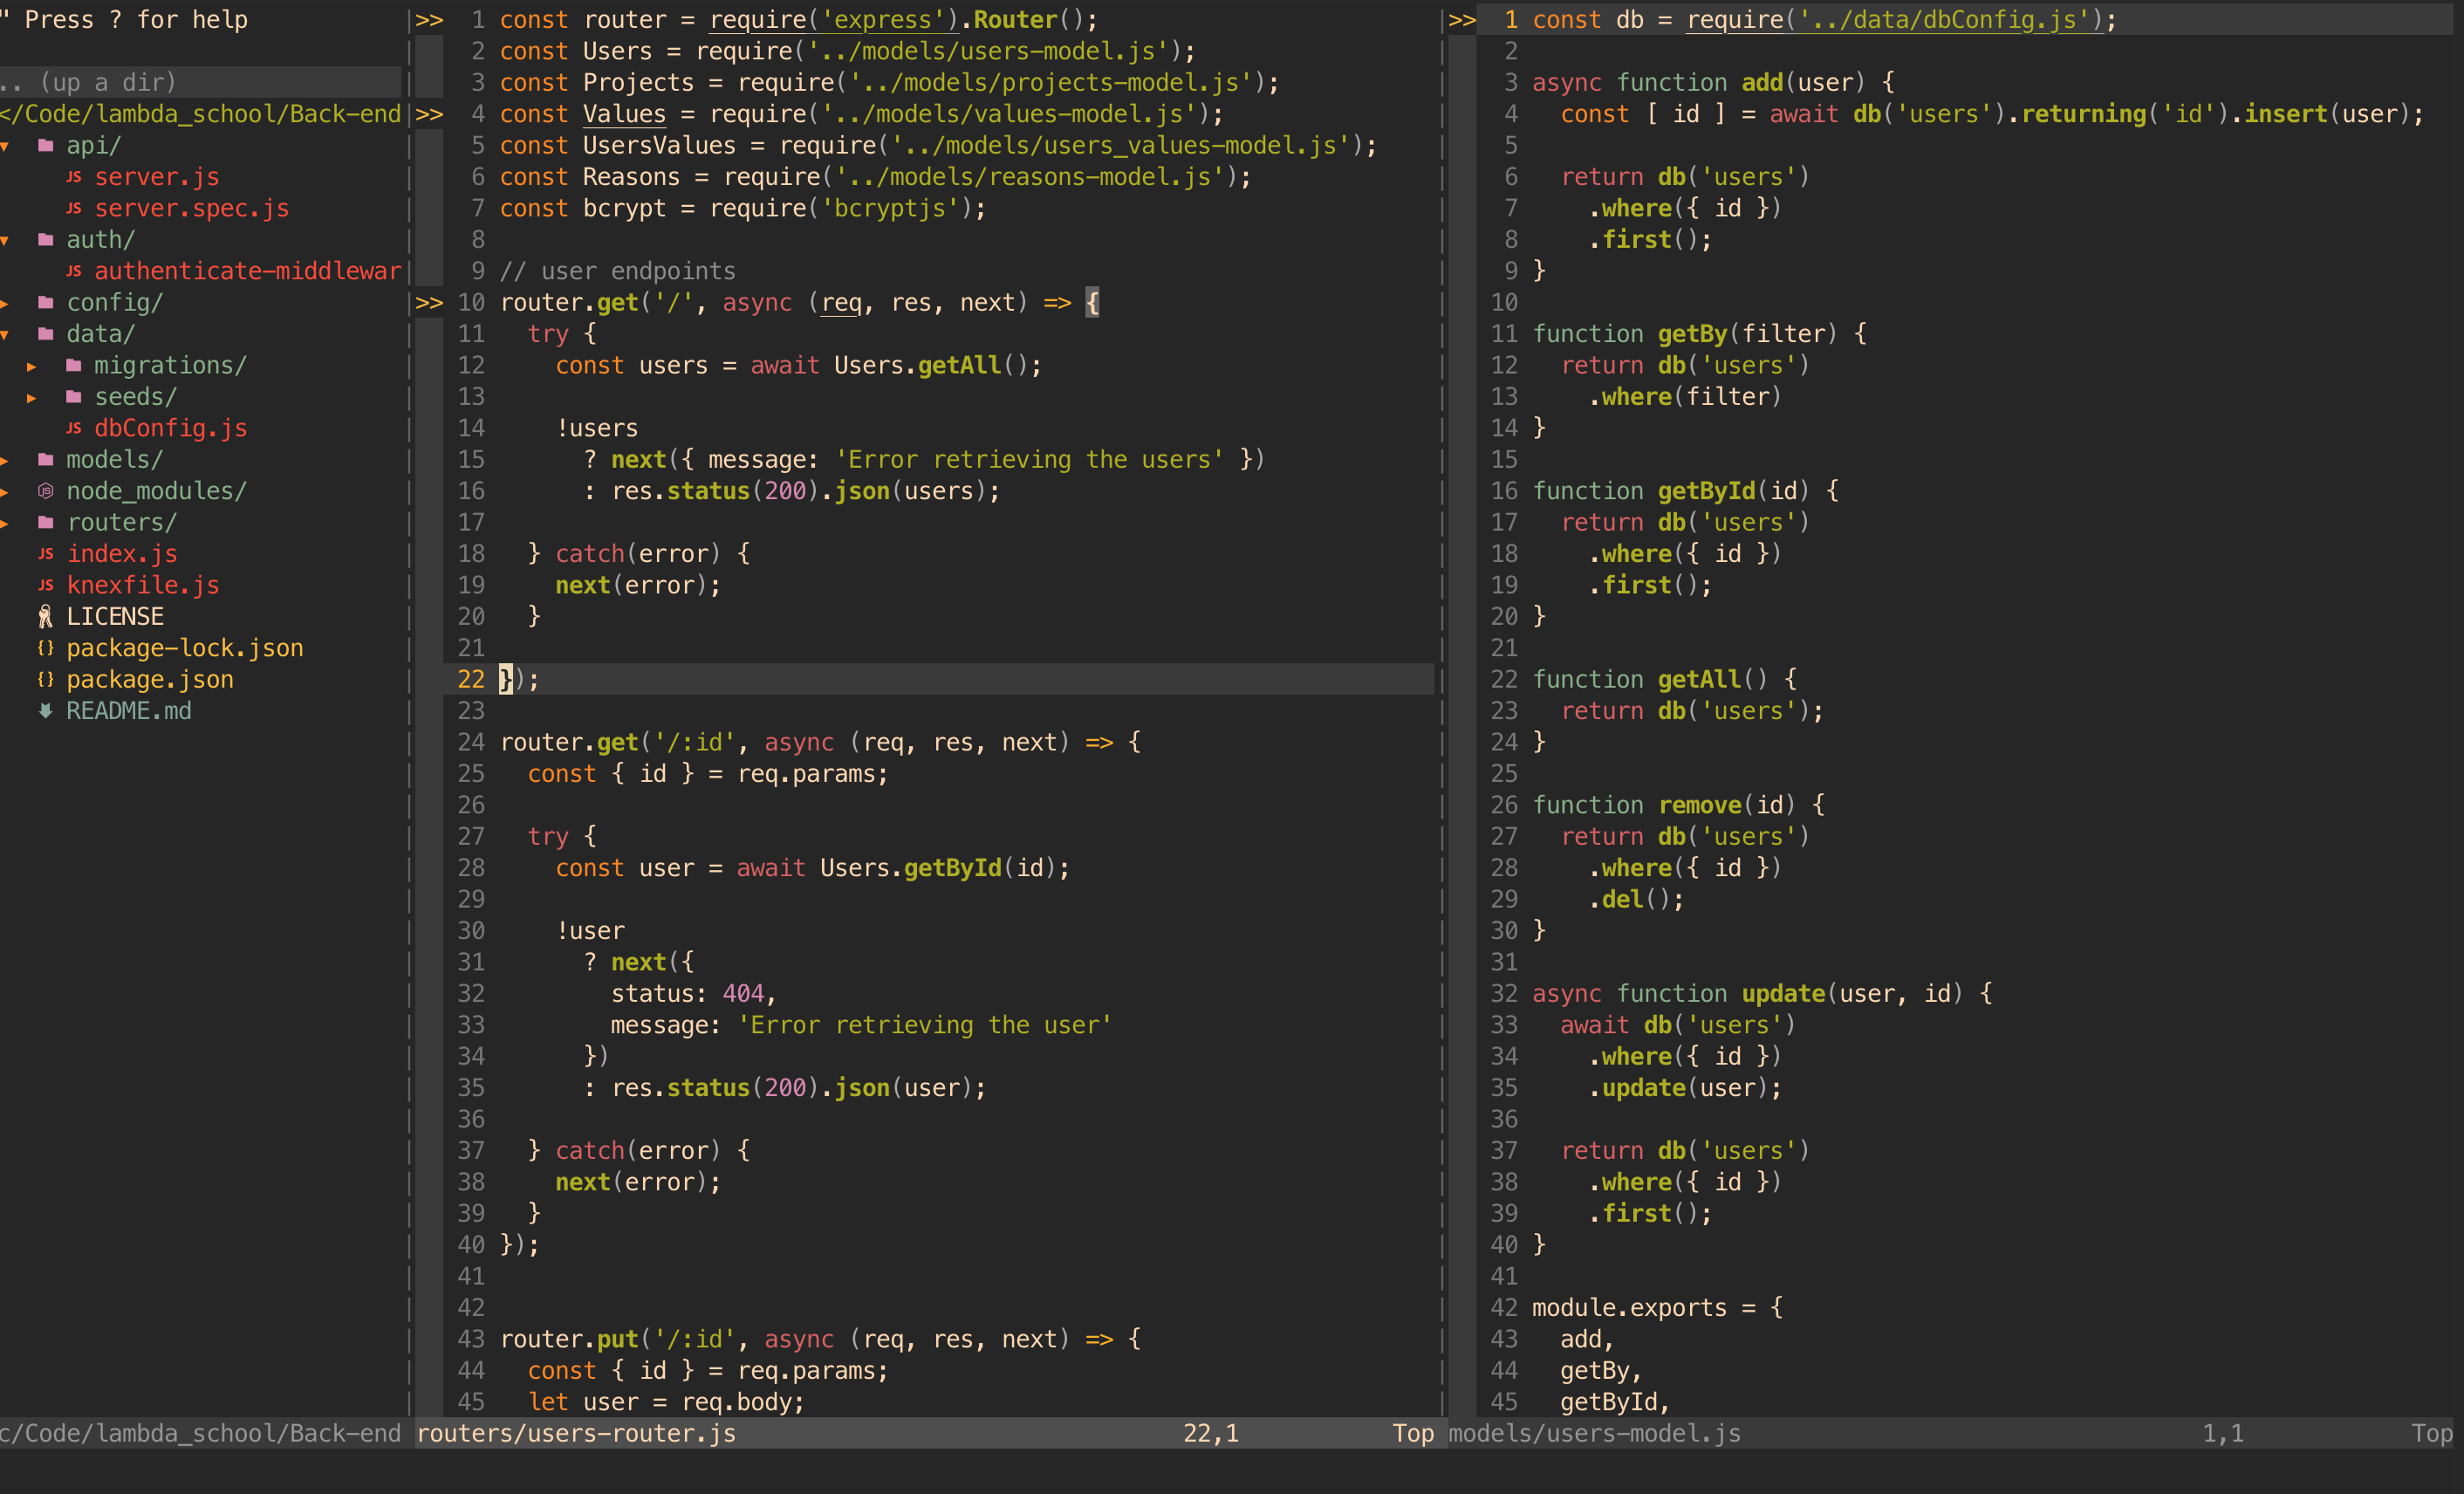 " Press ? for help
.. (up a dir)
</Code/lambda_school/Back-end
▾ api/
JS server.js
JS server.spec.js
▾ auth/
JS authenticate-middlewar
▸ config/
▾ data/
▸ migrations/
▸ seeds/
JS dbConfig.js
▸ models/
▸ node_modules/
▸ routers/
JS index.js
JS knexfile.js
LICENSE
{} package-lock.json
{} package.json
README.md
c/Code/lambda_school/Back-end
>> 1 const router = require('express').Router();
2 const Users = require('../models/users-model.js');
3 const Projects = require('../models/projects-model.js');
>> 4 const Values = require('../models/values-model.js');
5 const UsersValues = require('../models/users_values-model.js');
6 const Reasons = require('../models/reasons-model.js');
7 const bcrypt = require('bcryptjs');
8
9 // user endpoints
>> 10 router.get('/', async (req, res, next) => {
11   try {
12     const users = await Users.getAll();
13
14     !users
15       ? next({ message: 'Error retrieving the users' })
16       : res.status(200).json(users);
17
18   } catch(error) {
19     next(error);
20   }
21
22 });
23
24 router.get('/:id', async (req, res, next) => {
25   const { id } = req.params;
26
27   try {
28     const user = await Users.getById(id);
29
30     !user
31       ? next({
32         status: 404,
33         message: 'Error retrieving the user'
34       })
35       : res.status(200).json(user);
36
37   } catch(error) {
38     next(error);
39   }
40 });
41
42
43 router.put('/:id', async (req, res, next) => {
44   const { id } = req.params;
45   let user = req.body;
routers/users-router.js 22,1 Top
>> 1 const db = require('../data/dbConfig.js');
2
3 async function add(user) {
4   const [ id ] = await db('users').returning('id').insert(user);
5
6   return db('users')
7     .where({ id })
8     .first();
9 }
10
11 function getBy(filter) {
12   return db('users')
13     .where(filter)
14 }
15
16 function getById(id) {
17   return db('users')
18     .where({ id })
19     .first();
20 }
21
22 function getAll() {
23   return db('users');
24 }
25
26 function remove(id) {
27   return db('users')
28     .where({ id })
29     .del();
30 }
31
32 async function update(user, id) {
33   await db('users')
34     .where({ id })
35     .update(user);
36
37   return db('users')
38     .where({ id })
39     .first();
40 }
41
42 module.exports = {
43   add,
44   getBy,
45   getById,
models/users-model.js 1,1 Top